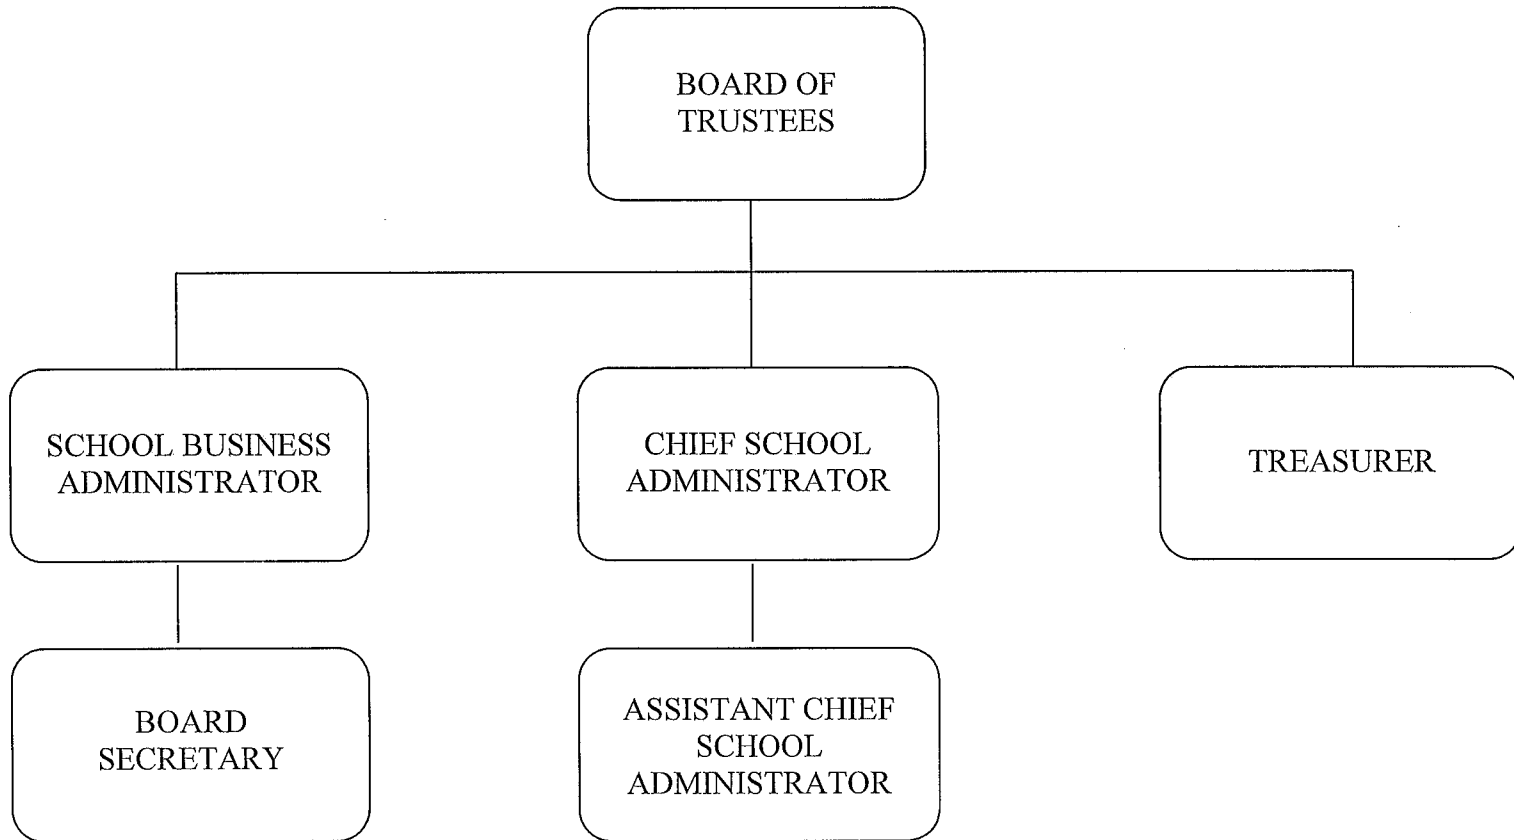 BOARD OF
TRUSTEES
SCHOOL BUSINESS
ADMINISTRATOR
CHIEF SCHOOL
ADMINISTRATOR
TREASURER
BOARD
SECRETARY
ASSISTANT CHIEF
SCHOOL
ADMINISTRATOR